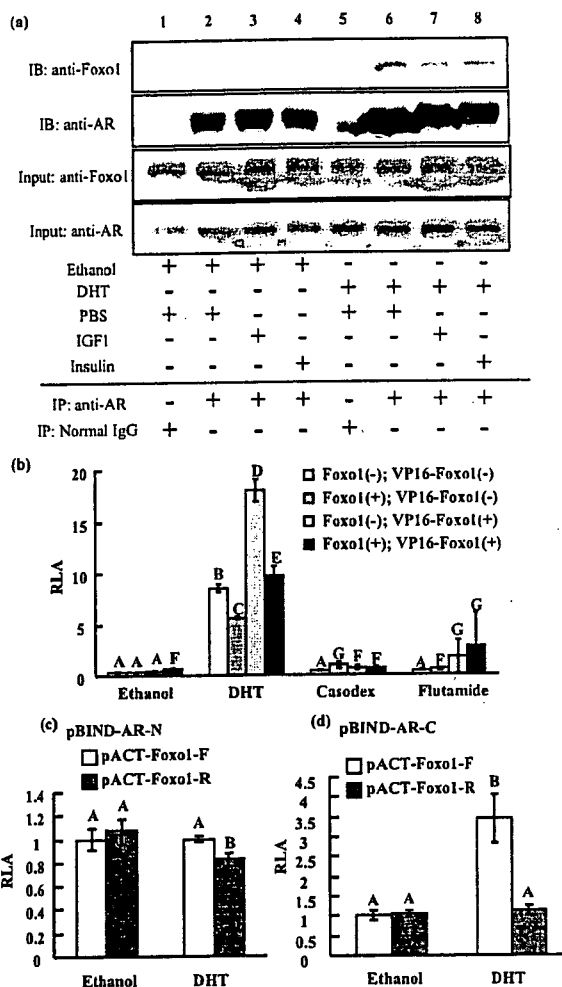 (a)
1 2 3 4 5 6 7 8
IB: anti-Foxo1
IB: anti-AR
Input: anti-Foxo1
Input: anti-AR
Ethanol + + + + - - - -
DHT - - - - + + + +
PBS + + - - + + - -
IGF1 - - + - - - + -
Insulin - - - + - - - +
IP: anti-AR - + + + - + + +
IP: Normal IgG + - - - + - - -
(b)
Foxo1(-); VP16-Foxo1(-)
Foxo1(+); VP16-Foxo1(-)
Foxo1(-); VP16-Foxo1(+)
Foxo1(+); VP16-Foxo1(+)
RLA
20
15
10
5
0
A A A F
B C D E
A G F F
A F G G
Ethanol DHT Casodex Flutamide
(c) pBIND-AR-N
pACT-Foxo1-F
pACT-Foxo1-R
RLA
1.4
1.2
1
0.8
0.6
0.4
0.2
0
A A A B
Ethanol DHT
(d) pBIND-AR-C
pACT-Foxo1-F
pACT-Foxo1-R
RLA
4.5
4
3.5
3
2.5
2
1.5
1
0.5
0
A A B A
Ethanol DHT